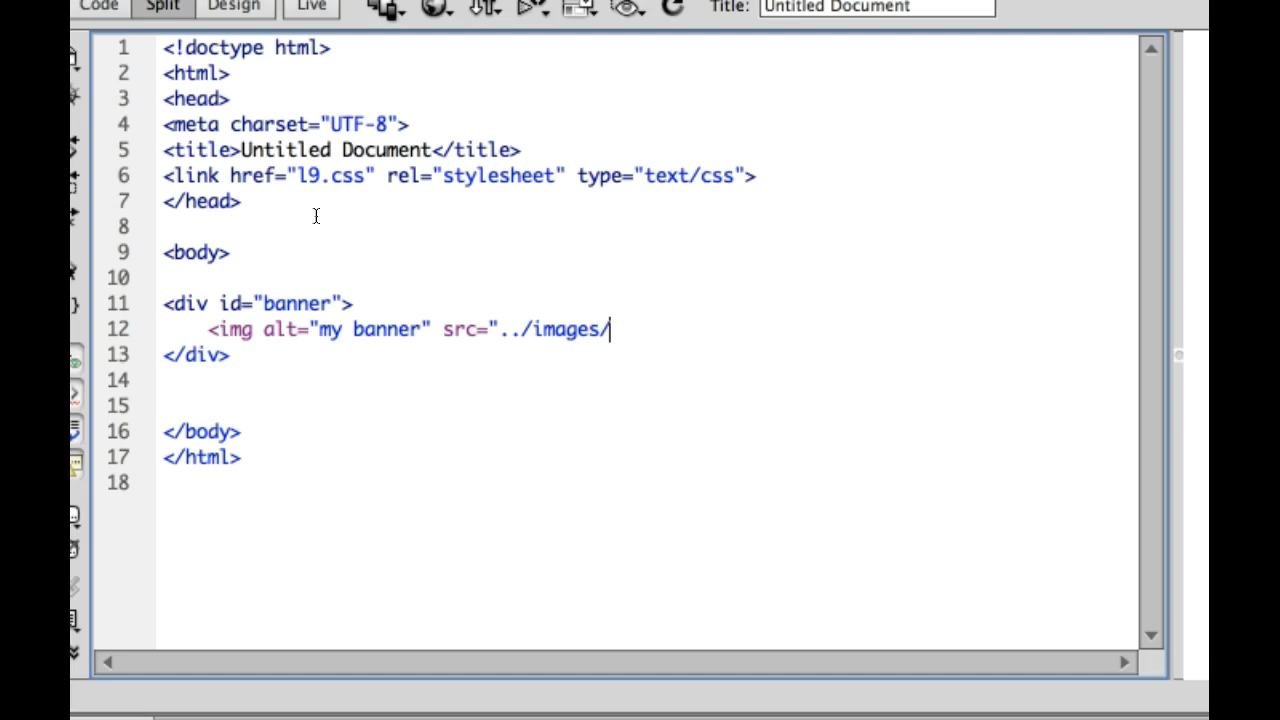 Code Split Design Live Title: Untitled Document
1 <!doctype html>
2 <html>
3 <head>
4 <meta charset="UTF-8">
5 <title>Untitled Document</title>
6 <link href="l9.css" rel="stylesheet" type="text/css">
7 </head>
8
9 <body>
10
11 <div id="banner">
12 <img alt="my banner" src="../images/
13 </div>
14
15
16 </body>
17 </html>
18